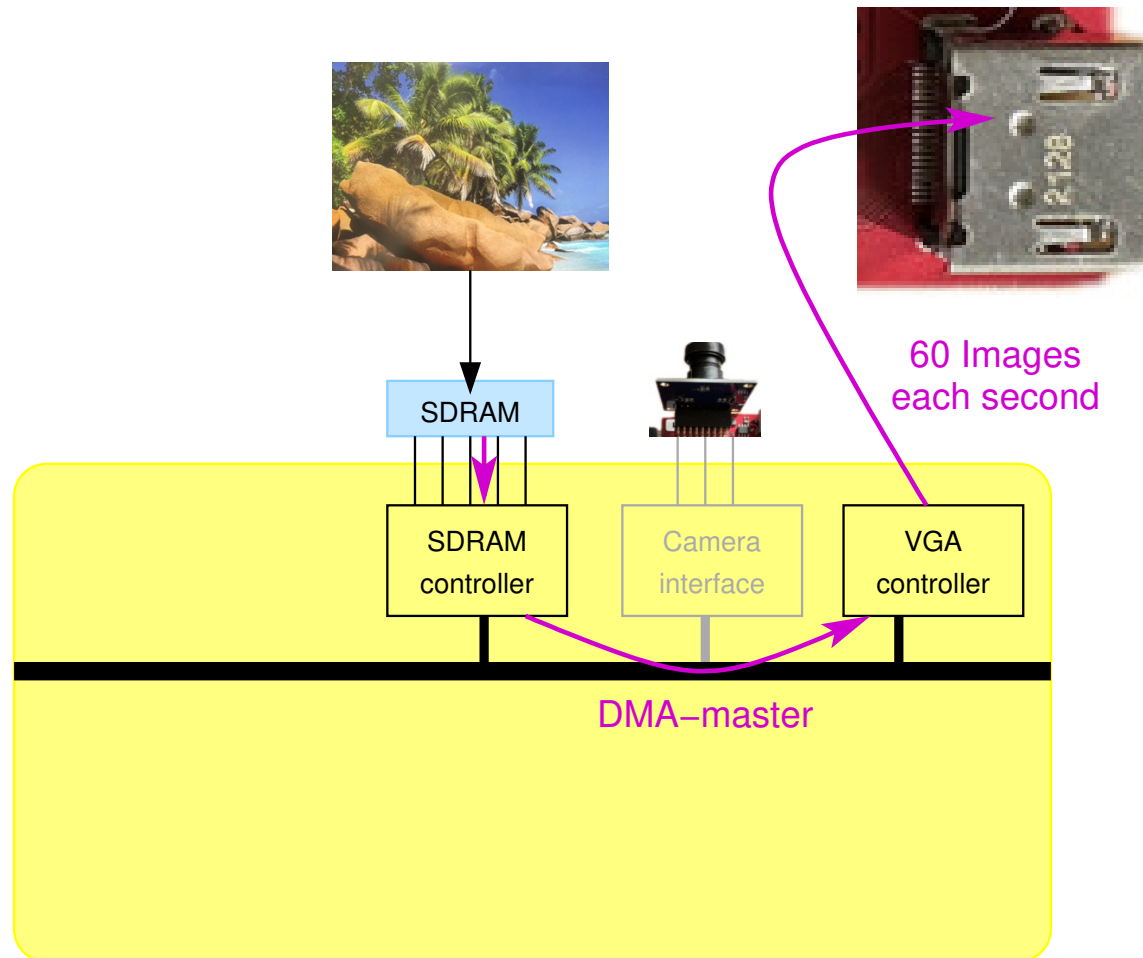 2128
60 Images
each second
SDRAM
SDRAM
controller
Camera
interface
VGA
controller
DMA−master